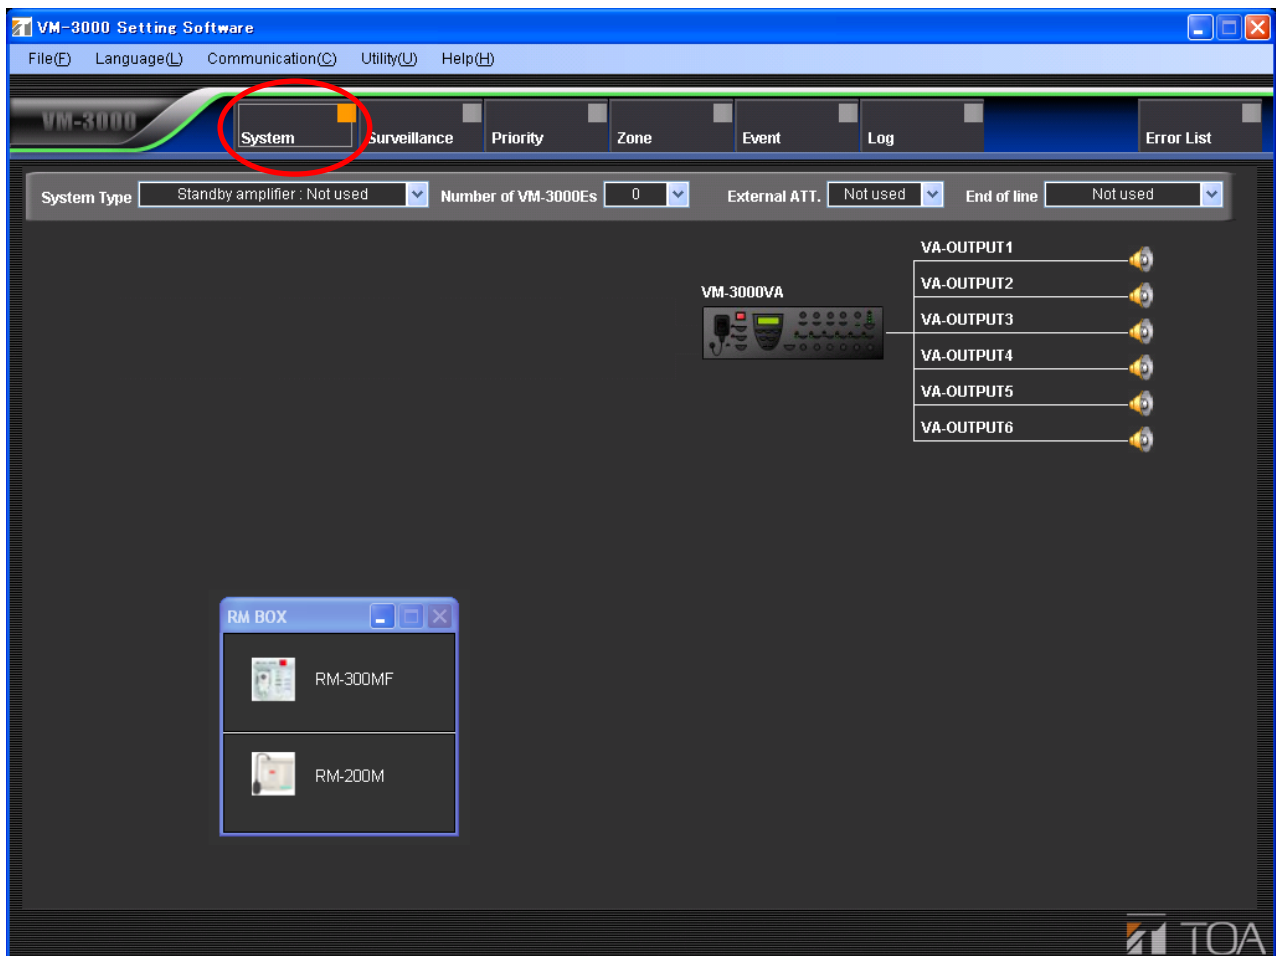 VM-3000 Setting Software
File(F) Language(L) Communication(C) Utility(U) Help(H)
VM-3000
System Surveillance Priority Zone Event Log Error List
System Type Standby amplifier : Not used Number of VM-3000Es 0 External ATT. Not used End of line Not used
VA-OUTPUT1
VA-OUTPUT2
VM-3000VA
VA-OUTPUT3
VA-OUTPUT4
VA-OUTPUT5
VA-OUTPUT6
RM BOX
RM-300MF
RM-200M
TOA